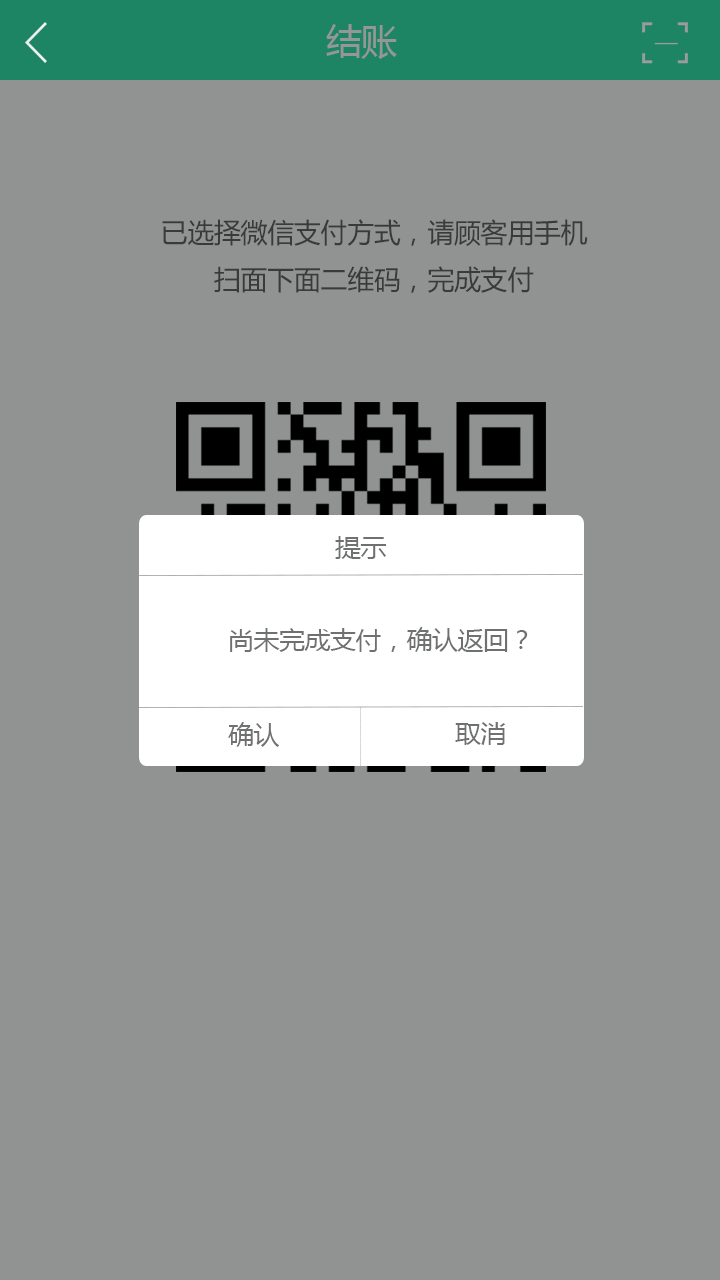 结账
已选择微信支付方式，请顾客用手机
扫面下面二维码，完成支付
提示
尚未完成支付，确认返回？
确认
取消